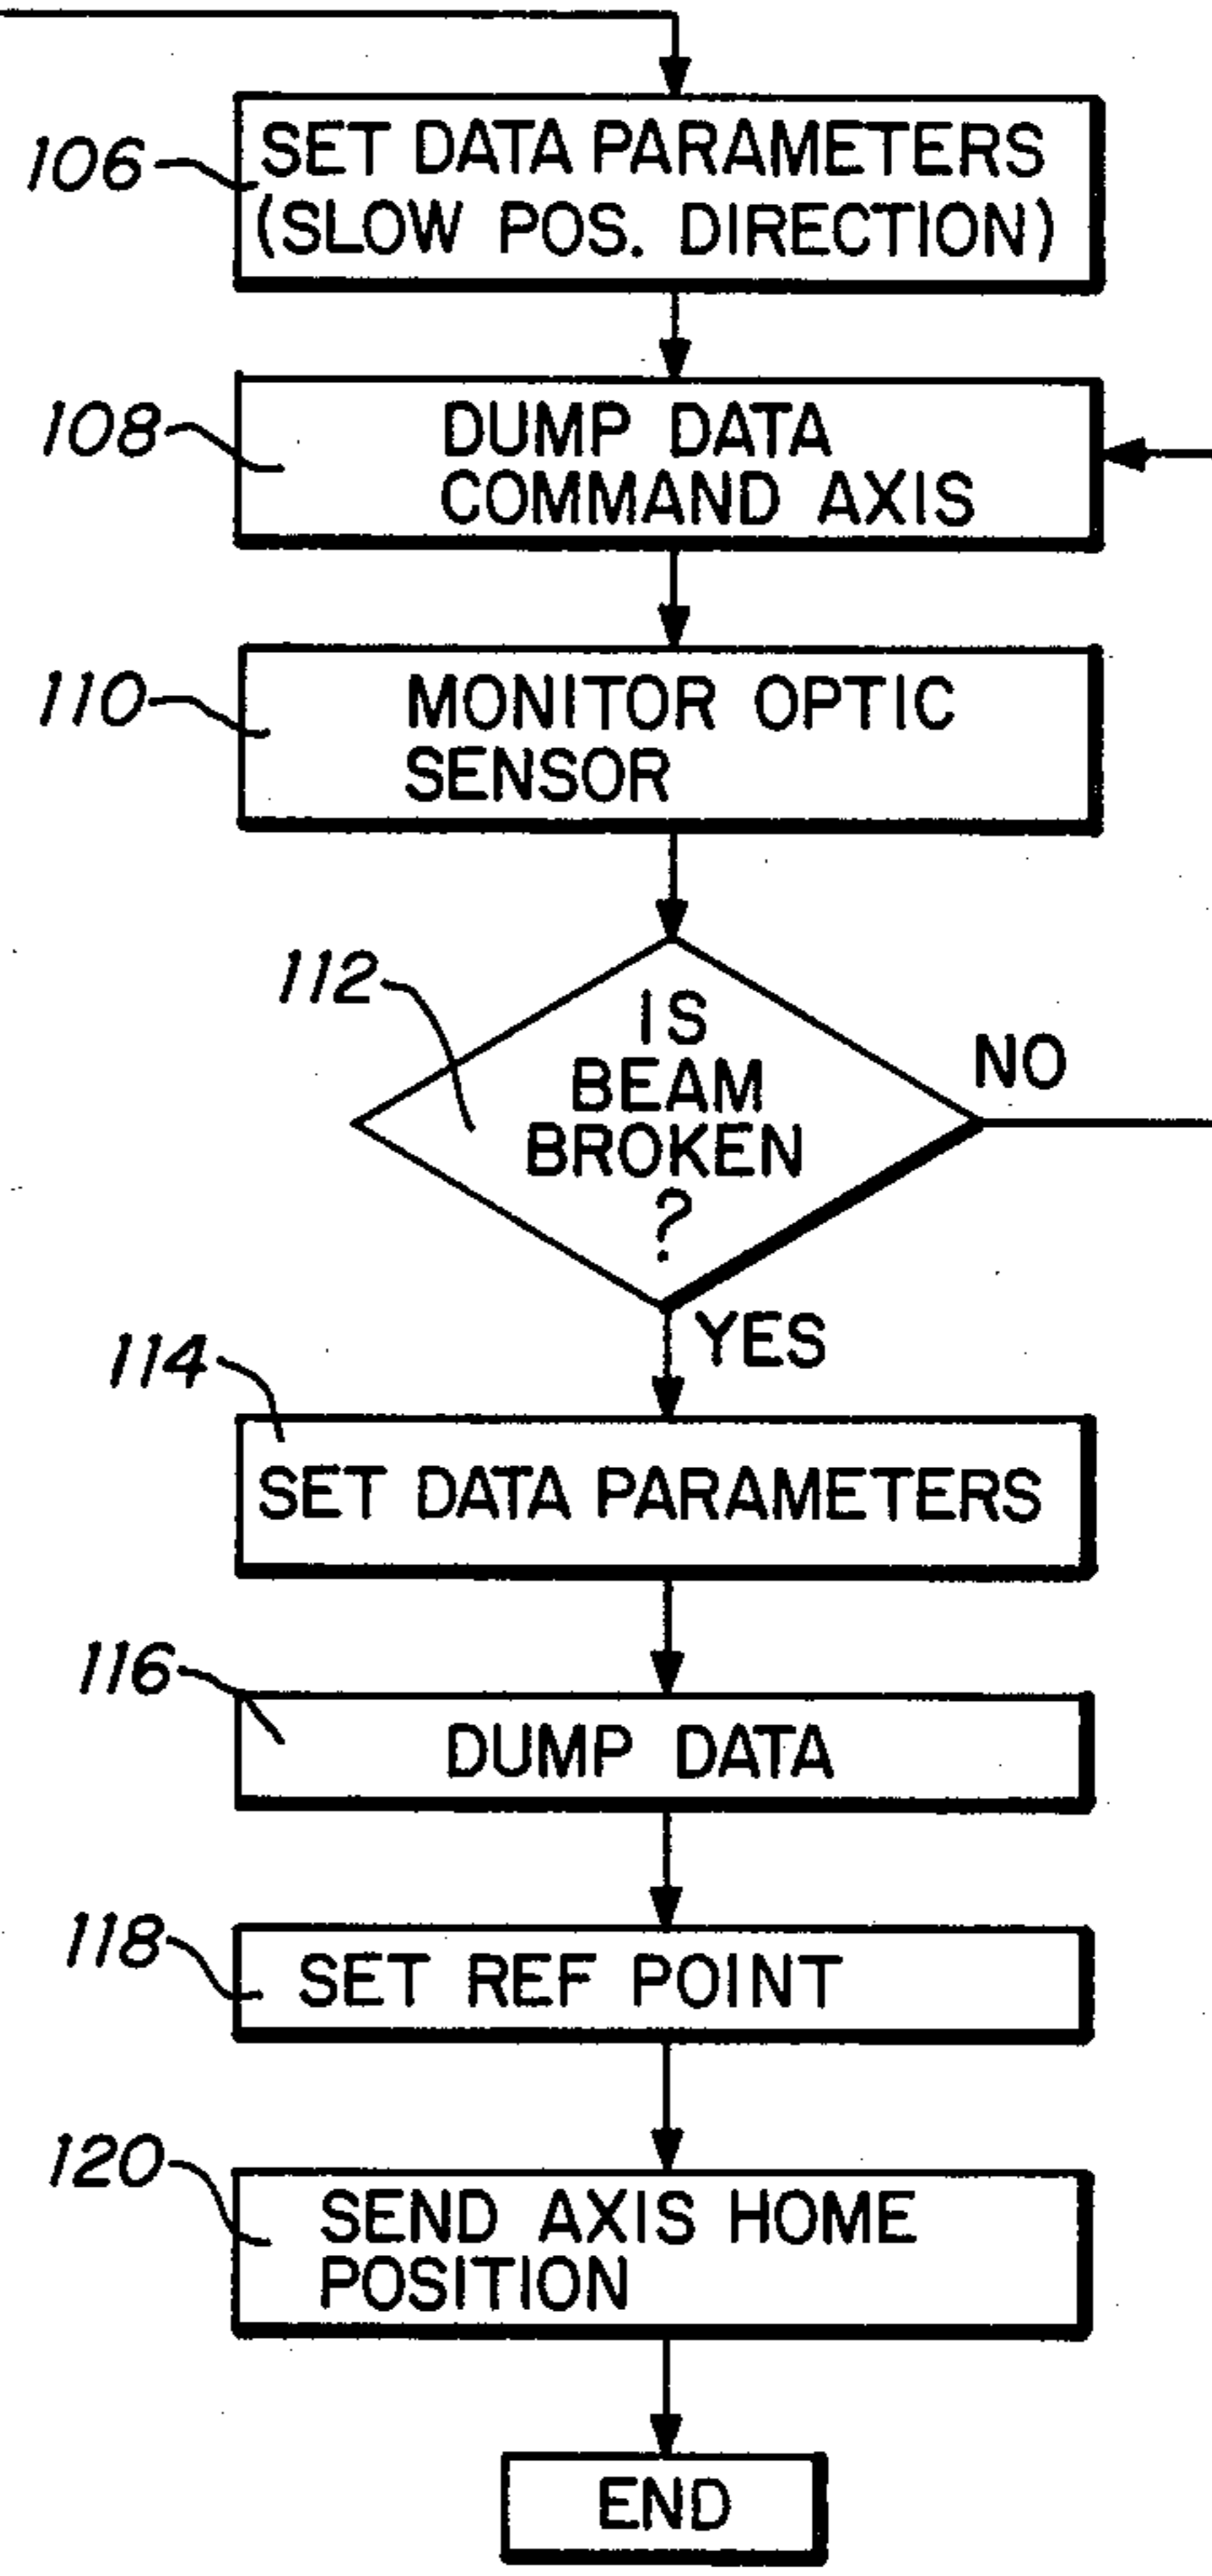 106
SET DATA PARAMETERS
(SLOW POS. DIRECTION)
108
DUMP DATA
COMMAND AXIS
110
MONITOR OPTIC
SENSOR
112
IS
BEAM
BROKEN
?
NO
YES
114
SET DATA PARAMETERS
116
DUMP DATA
118
SET REF POINT
120
SEND AXIS HOME
POSITION
END